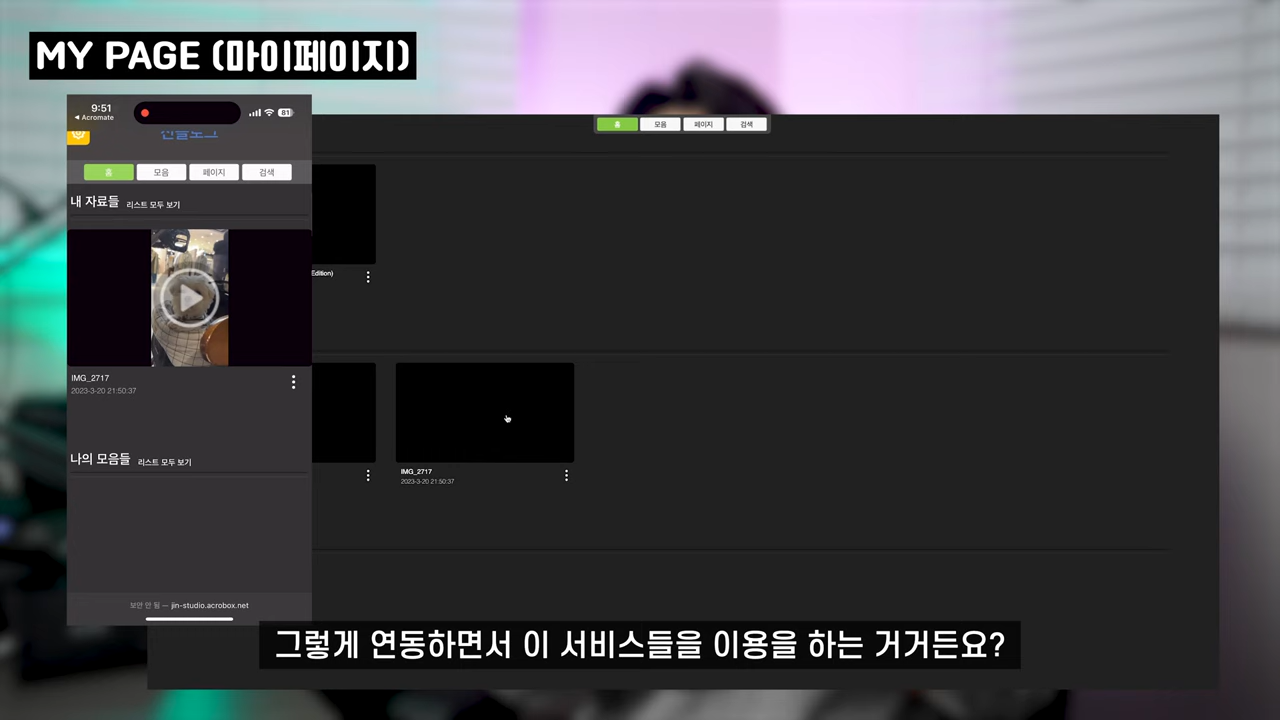 MY PAGE (마이페이지)
9:51
81
◀ Acromate
홈
모음
페이지
검색
내 자료들
리스트 모두 보기
IMG_2717
2023-3-20 21:50:37
나의 모음들
리스트 모두 보기
보안 안 됨 — jin-studio.acrobox.net
홈
모음
페이지
검색
Edition)
IMG_2717
2023-3-20 21:50:37
그렇게 연동하면서 이 서비스들을 이용을 하는 거거든요?